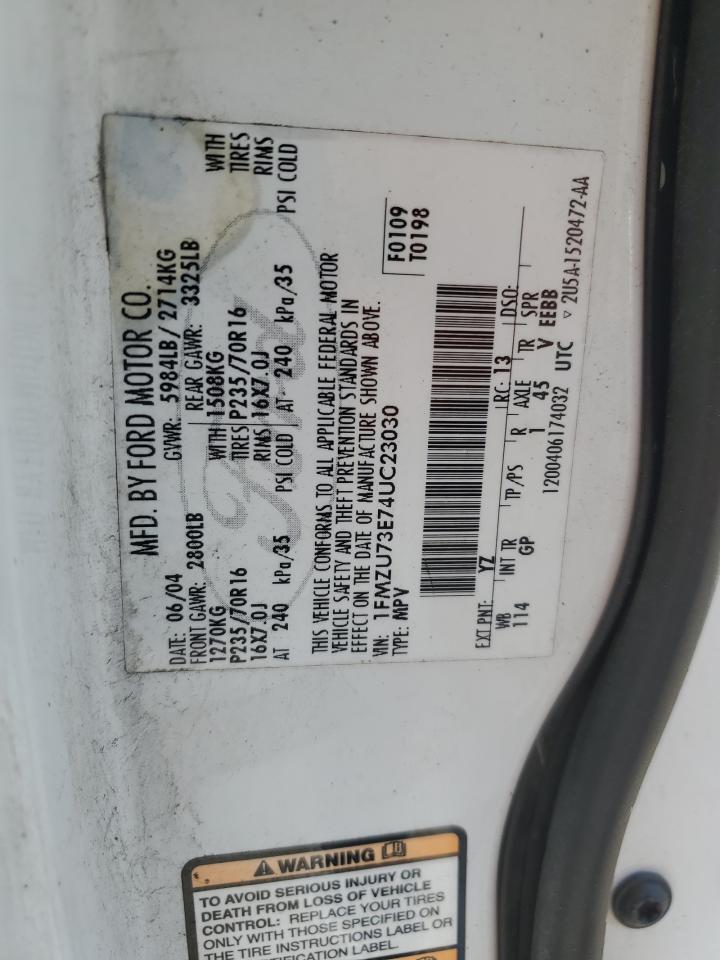 MFD. BY FORD MOTOR CO.
DATE: 06/04 GVWR: 5984LB / 2714KG
FRONT GAWR: 2800LB REAR GAWR: 3325LB
1270KG WITH 1508KG WITH
P235/70R16 TIRES P235/70R16 TIRES
16X7.0J RIMS 16X7.0J RIMS
AT 240 kPa/35 PSI COLD AT 240 kPa/35 PSI COLD
Ford
THIS VEHICLE CONFORMS TO ALL APPLICABLE FEDERAL MOTOR
VEHICLE SAFETY AND THEFT PREVENTION STANDARDS IN
EFFECT ON THE DATE OF MANUFACTURE SHOWN ABOVE.
VIN: 1FMZU73E74UC23030
TYPE: MPV
F0109
T0198
EXT PNT: YZ RC: 13 DSO:
WB INT TR TP/PS R AXLE TR SPR
114 GP 1 45 V EEBB
1200406174032 UTC ▽ 2U5A-1520472-AA
⚠ WARNING
TO AVOID SERIOUS INJURY OR
DEATH FROM LOSS OF VEHICLE
CONTROL: REPLACE YOUR TIRES
ONLY WITH THOSE SPECIFIED ON
THE TIRE INSTRUCTIONS LABEL OR
CERTIFICATION LABEL.